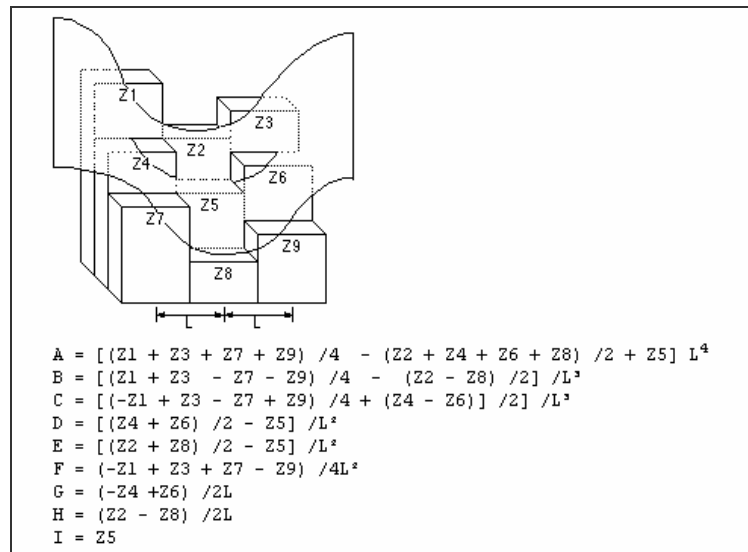 Z1
Z2
Z3
Z4
Z5
Z6
Z7
Z8
Z9
L L
A = [(Z1 + Z3 + Z7 + Z9) /4 - (Z2 + Z4 + Z6 + Z8) /2 + Z5] L⁴
B = [(Z1 + Z3 - Z7 - Z9) /4 - (Z2 - Z8) /2] /L³
C = [(-Z1 + Z3 - Z7 + Z9) /4 + (Z4 - Z6)] /2] /L³
D = [(Z4 + Z6) /2 - Z5] /L²
E = [(Z2 + Z8) /2 - Z5] /L²
F = (-Z1 + Z3 + Z7 - Z9) /4L²
G = (-Z4 +Z6) /2L
H = (Z2 - Z8) /2L
I = Z5